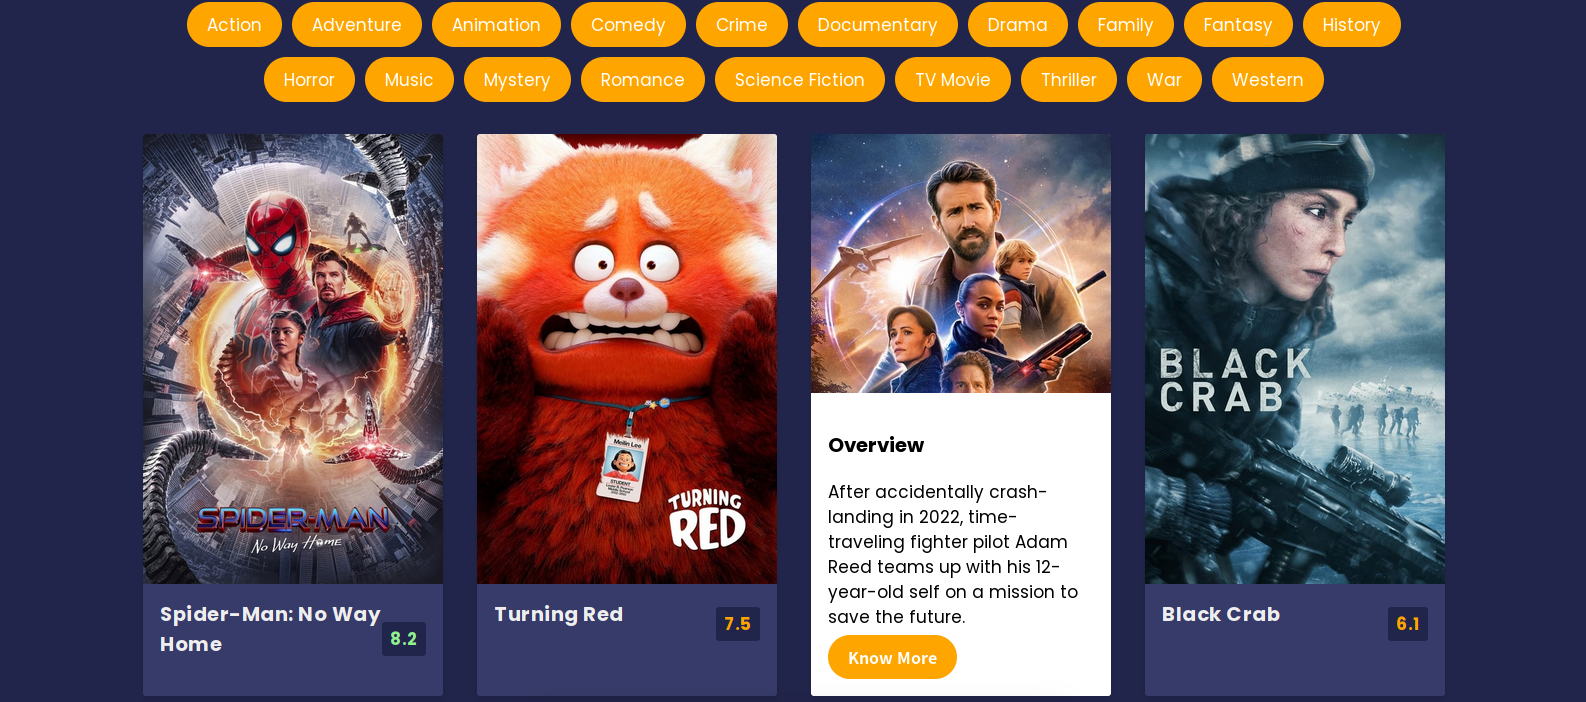 Action Adventure Animation Comedy Crime Documentary Drama Family Fantasy History
Horror Music Mystery Romance Science Fiction TV Movie Thriller War Western
SPIDER-MAN
No Way Home
Spider-Man: No Way
Home
8.2
Meilin Lee
STUDENT
TURNING
RED
Turning Red
7.5
Overview
After accidentally crash-
landing in 2022, time-
traveling fighter pilot Adam
Reed teams up with his 12-
year-old self on a mission to
save the future.
Know More
BLACK
CRAB
Black Crab
6.1